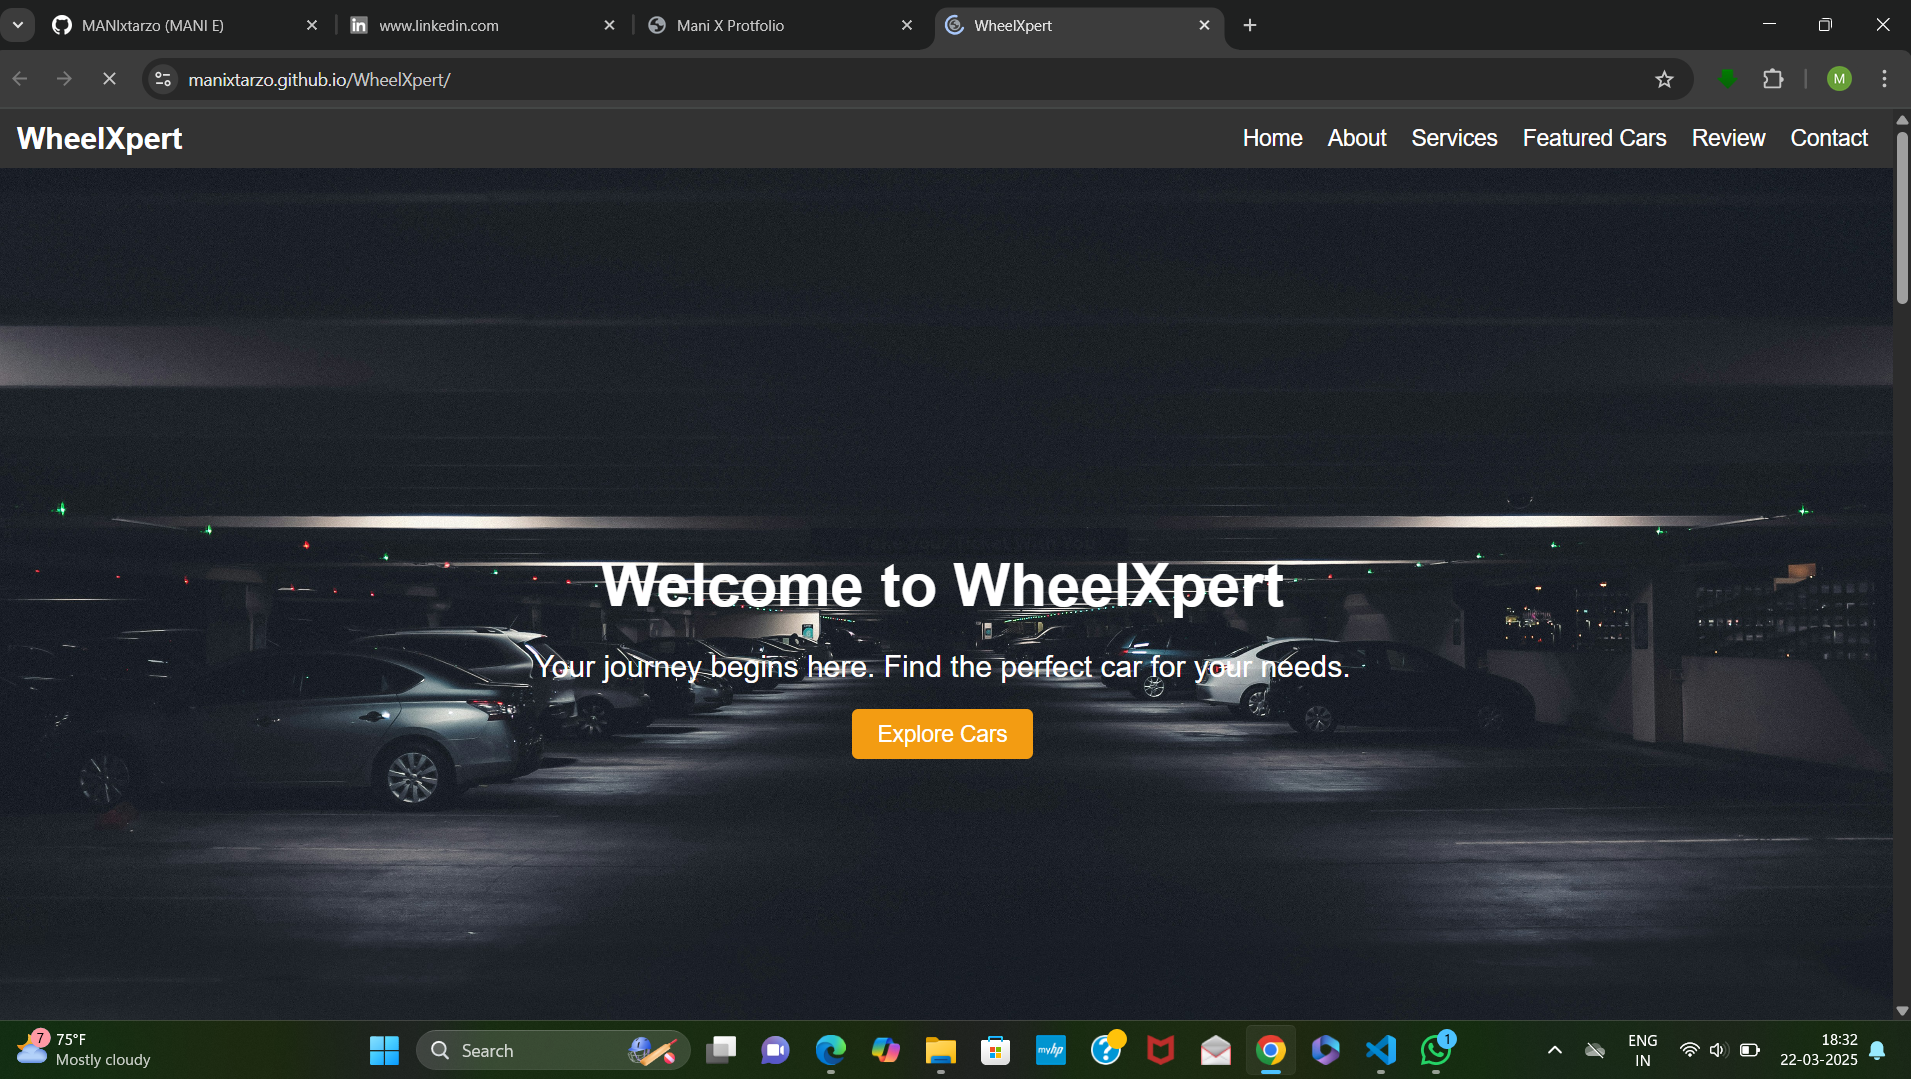 MANIxtarzo (MANI E)
www.linkedin.com
Mani X Protfolio
WheelXpert
manixtarzo.github.io/WheelXpert/
M
WheelXpert
Home About Services Featured Cars Review Contact
Welcome to WheelXpert
Your journey begins here. Find the perfect car for your needs.
Explore Cars
7
75°F
Mostly cloudy
Search
myhp
1
ENG
IN
18:32
22-03-2025